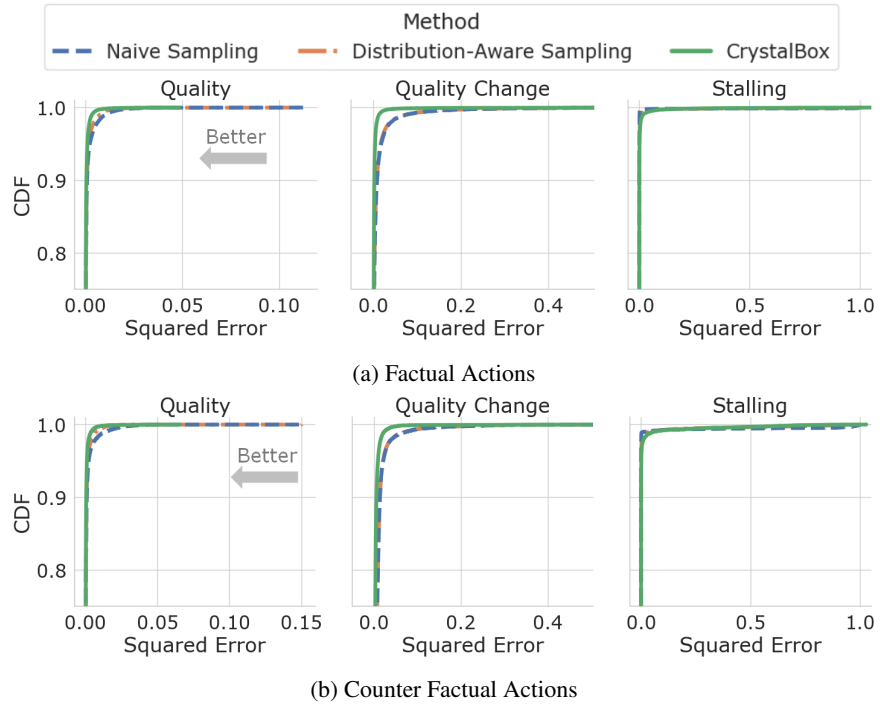 Method
Naive Sampling Distribution-Aware Sampling CrystalBox
Quality Quality Change Stalling
1.0
0.9
0.8
CDF
Better
0.00 0.05 0.10 0.0 0.2 0.4 0.0 0.5 1.0
Squared Error Squared Error Squared Error
(a) Factual Actions
Quality Quality Change Stalling
1.0
0.9
0.8
CDF
Better
0.00 0.05 0.10 0.15 0.0 0.2 0.4 0.0 0.5 1.0
Squared Error Squared Error Squared Error
(b) Counter Factual Actions